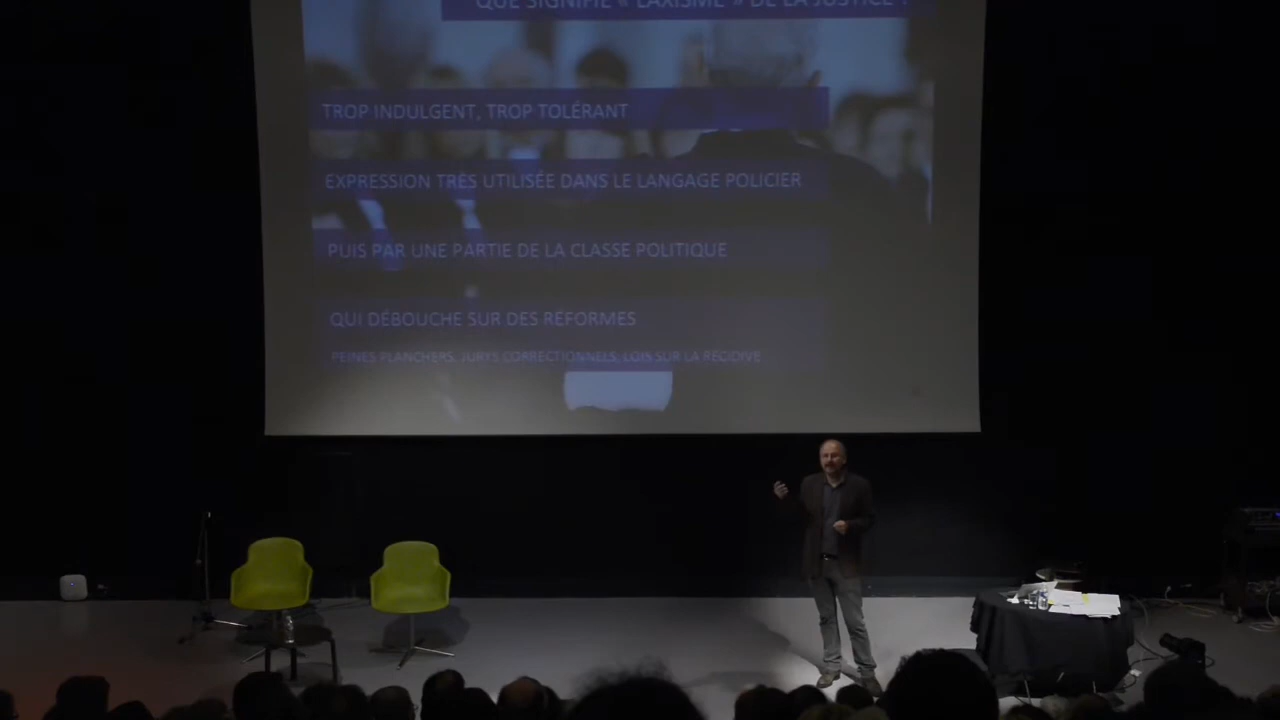 QUE SIGNIFIE « LAXISME » DE LA JUSTICE ?
TROP INDULGENT, TROP TOLÉRANT
EXPRESSION TRÈS UTILISÉE DANS LE LANGAGE POLICIER
PUIS PAR UNE PARTIE DE LA CLASSE POLITIQUE
QUI DÉBOUCHE SUR DES RÉFORMES
PEINES PLANCHERS, JURYS CORRECTIONNELS, LOIS SUR LA RÉCIDIVE